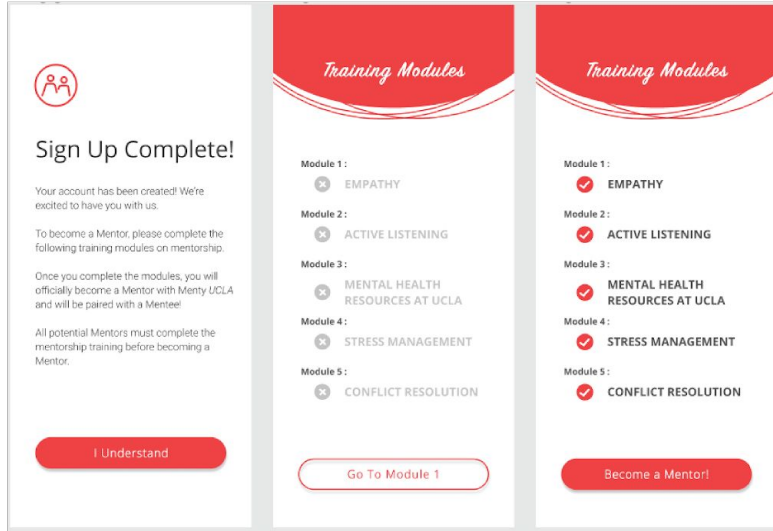 Sign Up Complete!
Your account has been created! We're
excited to have you with us.
To become a Mentor, please complete the
following training modules on mentorship.
Once you complete the modules, you will
officially become a Mentor with Menty UCLA
and will be paired with a Mentee!
All potential Mentors must complete the
mentorship training before becoming a
Mentor.
I Understand
Training Modules
Module 1 :
EMPATHY
Module 2 :
ACTIVE LISTENING
Module 3 :
MENTAL HEALTH
RESOURCES AT UCLA
Module 4 :
STRESS MANAGEMENT
Module 5 :
CONFLICT RESOLUTION
Go To Module 1
Training Modules
Module 1 :
EMPATHY
Module 2 :
ACTIVE LISTENING
Module 3 :
MENTAL HEALTH
RESOURCES AT UCLA
Module 4 :
STRESS MANAGEMENT
Module 5 :
CONFLICT RESOLUTION
Become a Mentor!